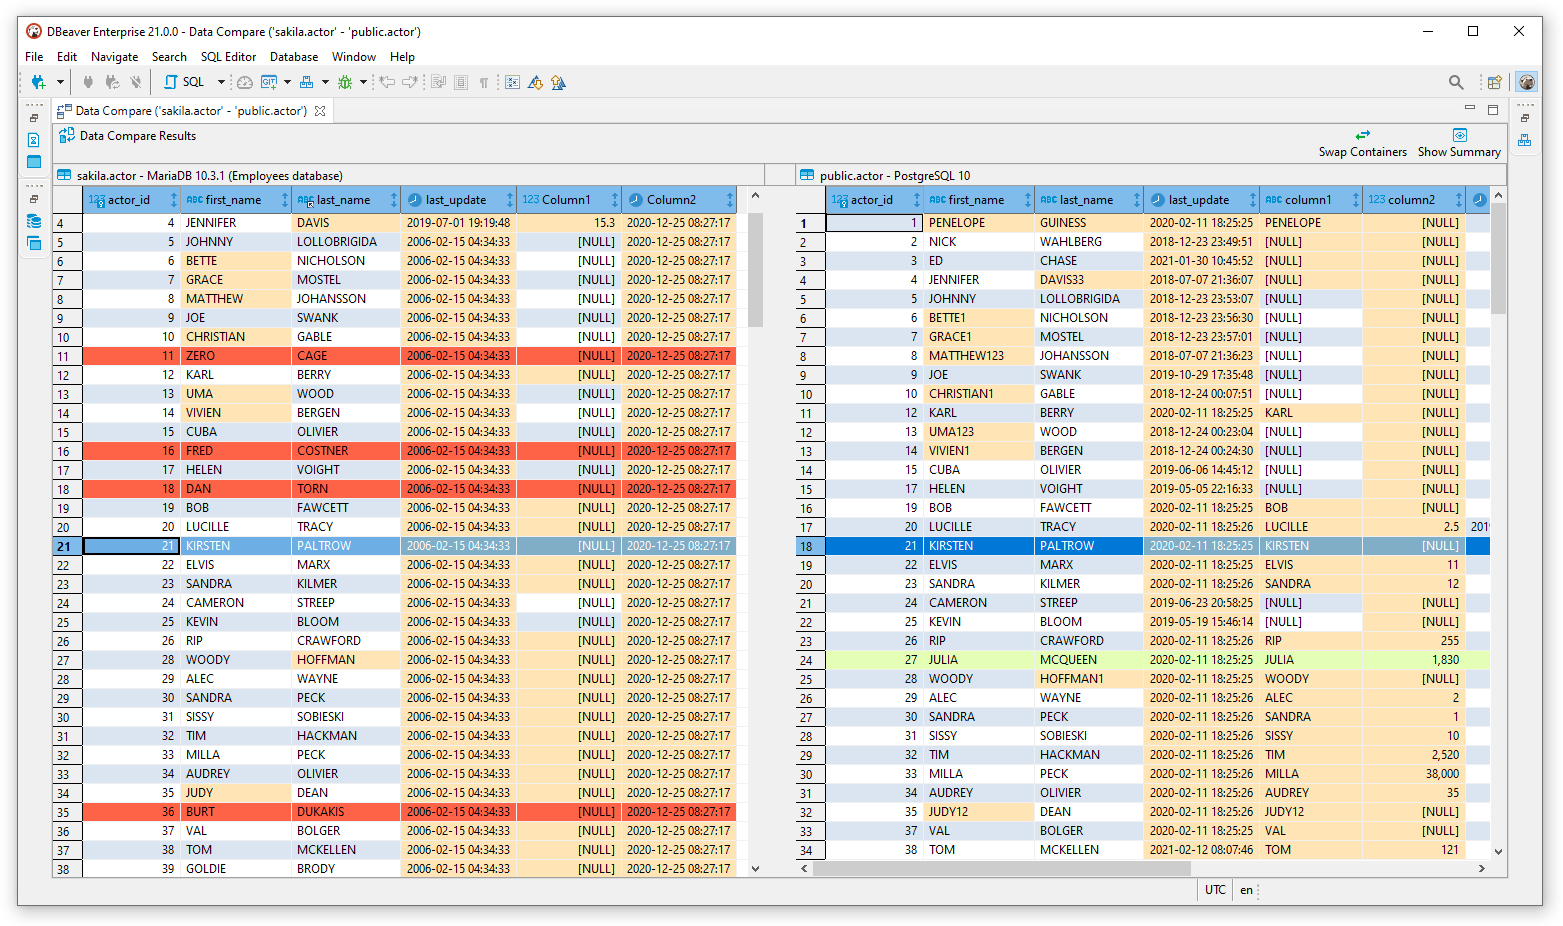 DBeaver Enterprise 21.0.0 - Data Compare ('sakila.actor' - 'public.actor')
File Edit Navigate Search SQL Editor Database Window Help
SQL
Data Compare ('sakila.actor' - 'public.actor')
Data Compare Results
Swap Containers Show Summary
sakila.actor - MariaDB 10.3.1 (Employees database)
123 actor_id ABC first_name ABC last_name last_update 123 Column1 Column2
4 4 JENNIFER DAVIS 2019-07-01 19:19:48 15.3 2020-12-25 08:27:17
5 5 JOHNNY LOLLOBRIGIDA 2006-02-15 04:34:33 [NULL] 2020-12-25 08:27:17
6 6 BETTE NICHOLSON 2006-02-15 04:34:33 [NULL] 2020-12-25 08:27:17
7 7 GRACE MOSTEL 2006-02-15 04:34:33 [NULL] 2020-12-25 08:27:17
8 8 MATTHEW JOHANSSON 2006-02-15 04:34:33 [NULL] 2020-12-25 08:27:17
9 9 JOE SWANK 2006-02-15 04:34:33 [NULL] 2020-12-25 08:27:17
10 10 CHRISTIAN GABLE 2006-02-15 04:34:33 [NULL] 2020-12-25 08:27:17
11 11 ZERO CAGE 2006-02-15 04:34:33 [NULL] 2020-12-25 08:27:17
12 12 KARL BERRY 2006-02-15 04:34:33 [NULL] 2020-12-25 08:27:17
13 13 UMA WOOD 2006-02-15 04:34:33 [NULL] 2020-12-25 08:27:17
14 14 VIVIEN BERGEN 2006-02-15 04:34:33 [NULL] 2020-12-25 08:27:17
15 15 CUBA OLIVIER 2006-02-15 04:34:33 [NULL] 2020-12-25 08:27:17
16 16 FRED COSTNER 2006-02-15 04:34:33 [NULL] 2020-12-25 08:27:17
17 17 HELEN VOIGHT 2006-02-15 04:34:33 [NULL] 2020-12-25 08:27:17
18 18 DAN TORN 2006-02-15 04:34:33 [NULL] 2020-12-25 08:27:17
19 19 BOB FAWCETT 2006-02-15 04:34:33 [NULL] 2020-12-25 08:27:17
20 20 LUCILLE TRACY 2006-02-15 04:34:33 [NULL] 2020-12-25 08:27:17
21 21 KIRSTEN PALTROW 2006-02-15 04:34:33 [NULL] 2020-12-25 08:27:17
22 22 ELVIS MARX 2006-02-15 04:34:33 [NULL] 2020-12-25 08:27:17
23 23 SANDRA KILMER 2006-02-15 04:34:33 [NULL] 2020-12-25 08:27:17
24 24 CAMERON STREEP 2006-02-15 04:34:33 [NULL] 2020-12-25 08:27:17
25 25 KEVIN BLOOM 2006-02-15 04:34:33 [NULL] 2020-12-25 08:27:17
26 26 RIP CRAWFORD 2006-02-15 04:34:33 [NULL] 2020-12-25 08:27:17
27 28 WOODY HOFFMAN 2006-02-15 04:34:33 [NULL] 2020-12-25 08:27:17
28 29 ALEC WAYNE 2006-02-15 04:34:33 [NULL] 2020-12-25 08:27:17
29 30 SANDRA PECK 2006-02-15 04:34:33 [NULL] 2020-12-25 08:27:17
30 31 SISSY SOBIESKI 2006-02-15 04:34:33 [NULL] 2020-12-25 08:27:17
31 32 TIM HACKMAN 2006-02-15 04:34:33 [NULL] 2020-12-25 08:27:17
32 33 MILLA PECK 2006-02-15 04:34:33 [NULL] 2020-12-25 08:27:17
33 34 AUDREY OLIVIER 2006-02-15 04:34:33 [NULL] 2020-12-25 08:27:17
34 35 JUDY DEAN 2006-02-15 04:34:33 [NULL] 2020-12-25 08:27:17
35 36 BURT DUKAKIS 2006-02-15 04:34:33 [NULL] 2020-12-25 08:27:17
36 37 VAL BOLGER 2006-02-15 04:34:33 [NULL] 2020-12-25 08:27:17
37 38 TOM MCKELLEN 2006-02-15 04:34:33 [NULL] 2020-12-25 08:27:17
38 39 GOLDIE BRODY 2006-02-15 04:34:33 [NULL] 2020-12-25 08:27:17
public.actor - PostgreSQL 10
123 actor_id ABC first_name ABC last_name last_update ABC column1 123 column2
1 1 PENELOPE GUINESS 2020-02-11 18:25:25 PENELOPE [NULL]
2 2 NICK WAHLBERG 2018-12-23 23:49:51 [NULL] [NULL]
3 3 ED CHASE 2021-01-30 10:45:52 [NULL] [NULL]
4 4 JENNIFER DAVIS33 2018-07-07 21:36:07 [NULL] [NULL]
5 5 JOHNNY LOLLOBRIGIDA 2018-12-23 23:53:07 [NULL] [NULL]
6 6 BETTE1 NICHOLSON 2018-12-23 23:56:30 [NULL] [NULL]
7 7 GRACE1 MOSTEL 2018-12-23 23:57:01 [NULL] [NULL]
8 8 MATTHEW123 JOHANSSON 2018-07-07 21:36:23 [NULL] [NULL]
9 9 JOE SWANK 2019-10-29 17:35:48 [NULL] [NULL]
10 10 CHRISTIAN1 GABLE 2018-12-24 00:07:51 [NULL] [NULL]
11 12 KARL BERRY 2020-02-11 18:25:25 KARL [NULL]
12 13 UMA123 WOOD 2018-12-24 00:23:04 [NULL] [NULL]
13 14 VIVIEN1 BERGEN 2018-12-24 00:24:30 [NULL] [NULL]
14 15 CUBA OLIVIER 2019-06-06 14:45:12 [NULL] [NULL]
15 17 HELEN VOIGHT 2019-05-05 22:16:33 [NULL] [NULL]
16 19 BOB FAWCETT 2020-02-11 18:25:25 BOB [NULL]
17 20 LUCILLE TRACY 2020-02-11 18:25:26 LUCILLE 2.5 2019
18 21 KIRSTEN PALTROW 2020-02-11 18:25:25 KIRSTEN [NULL]
19 22 ELVIS MARX 2020-02-11 18:25:25 ELVIS 11
20 23 SANDRA KILMER 2020-02-11 18:25:26 SANDRA 12
21 24 CAMERON STREEP 2019-06-23 20:58:25 [NULL] [NULL]
22 25 KEVIN BLOOM 2019-05-19 15:46:14 [NULL] [NULL]
23 26 RIP CRAWFORD 2020-02-11 18:25:26 RIP 255
24 27 JULIA MCQUEEN 2020-02-11 18:25:25 JULIA 1,830
25 28 WOODY HOFFMAN1 2020-02-11 18:25:25 WOODY [NULL]
26 29 ALEC WAYNE 2020-02-11 18:25:26 ALEC 2
27 30 SANDRA PECK 2020-02-11 18:25:26 SANDRA 1
28 31 SISSY SOBIESKI 2020-02-11 18:25:26 SISSY 10
29 32 TIM HACKMAN 2020-02-11 18:25:26 TIM 2,520
30 33 MILLA PECK 2020-02-11 18:25:26 MILLA 38,000
31 34 AUDREY OLIVIER 2020-02-11 18:25:26 AUDREY 35
32 35 JUDY12 DEAN 2020-02-11 18:25:25 JUDY12 [NULL]
33 37 VAL BOLGER 2020-02-11 18:25:25 VAL [NULL]
34 38 TOM MCKELLEN 2021-02-12 08:07:46 TOM 121
UTC en